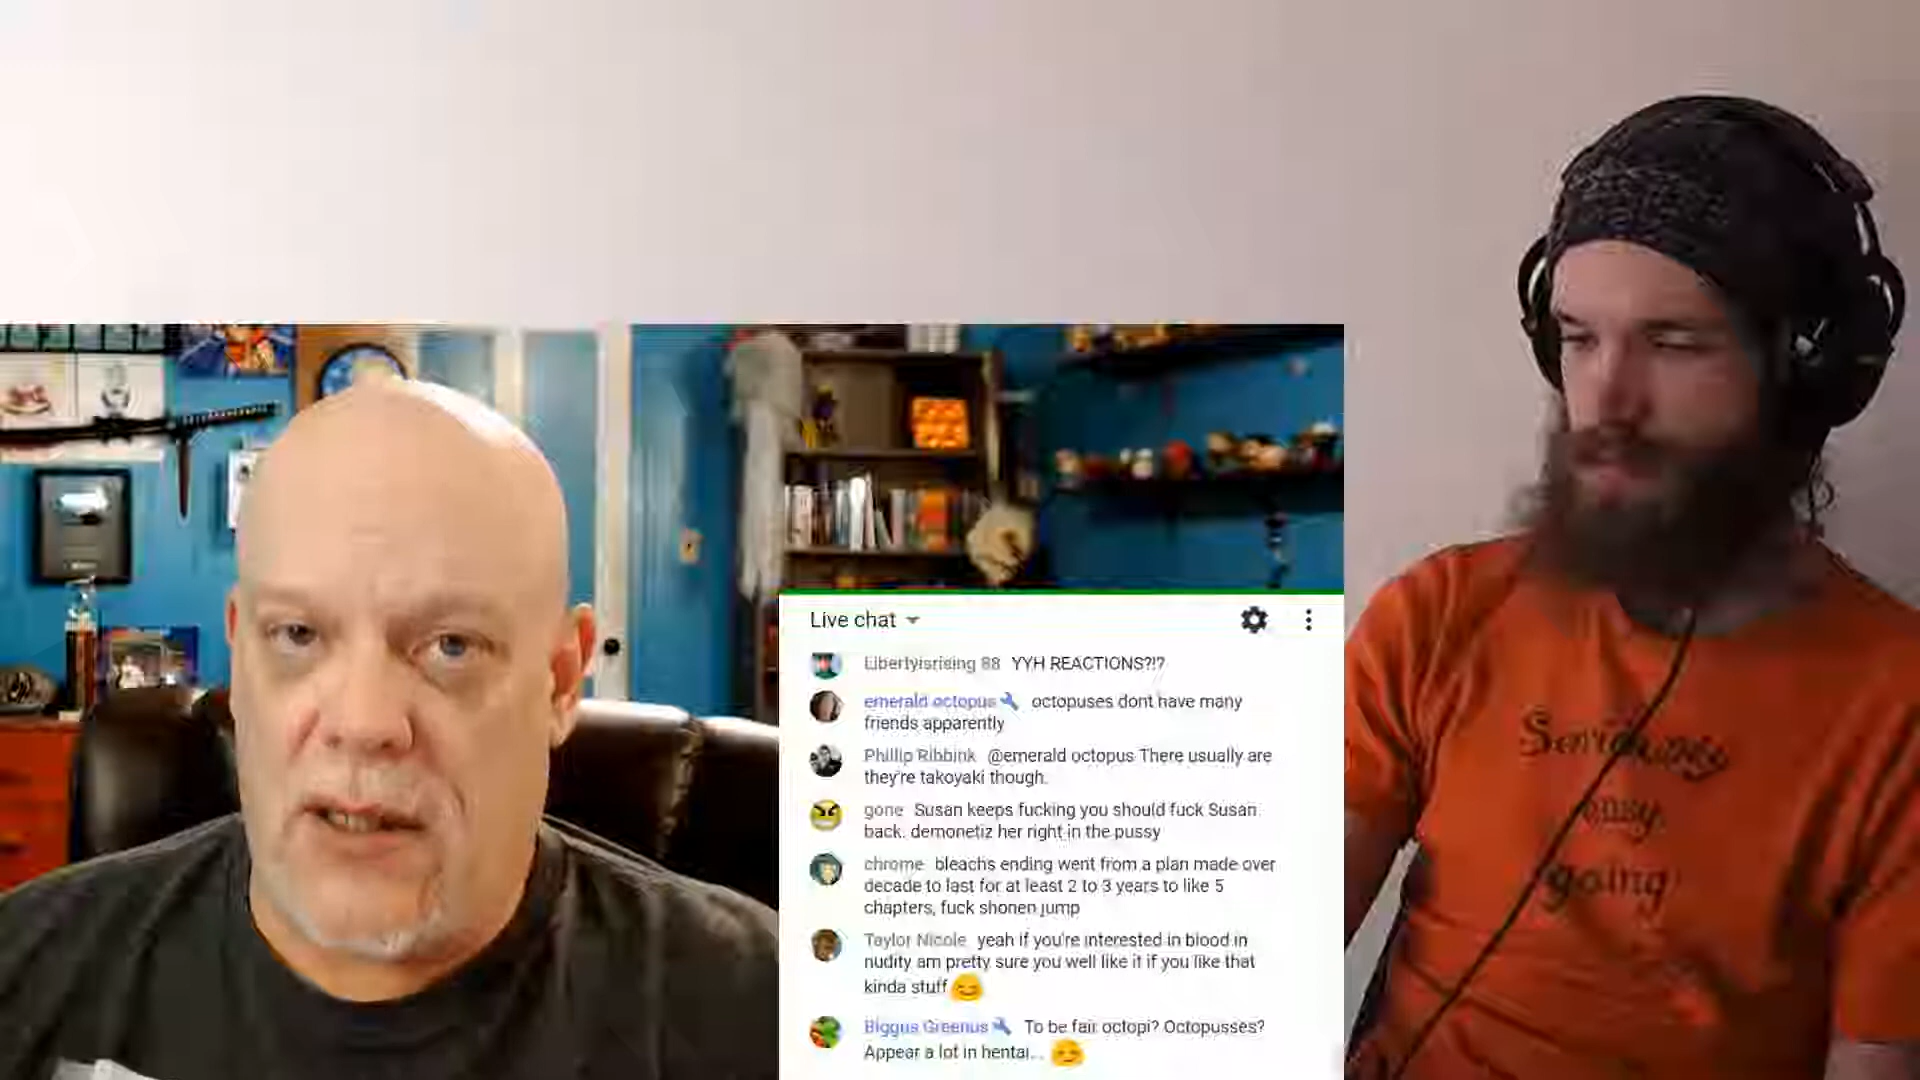 Live chat
Libertyisrising 88 YYH REACTIONS?!?
emerald octopus octopuses dont have many
friends apparently
Phillip Ribbink @emerald octopus There usually are
they're takoyaki though.
gone Susan keeps fucking you should fuck Susan
back. demonetiz her right in the pussy
chrome bleachs ending went from a plan made over
decade to last for at least 2 to 3 years to like 5
chapters, fuck shonen jump
Taylor Nicole yeah if you're interested in blood in
nudity am pretty sure you well like it if you like that
kinda stuff
Biggus Greenus To be fair octopi? Octopusses?
Appear a lot in hentai...
Seriously
going